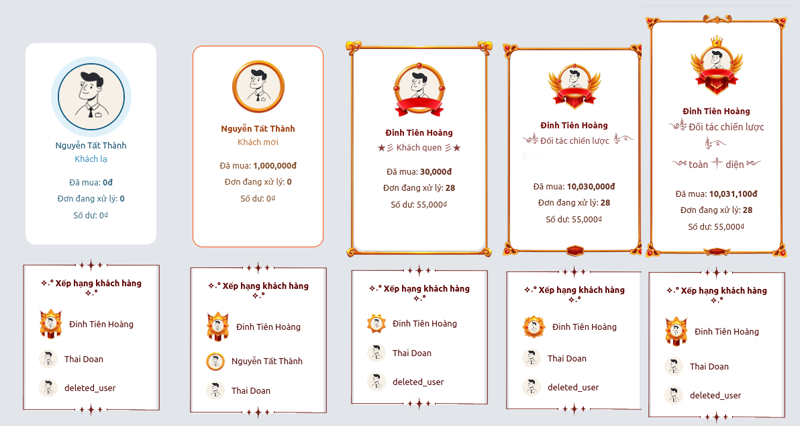 Nguyễn Tất Thành
Khách lạ
Đã mua: 0đ
Đơn đang xử lý: 0
Số dư: 0₫
Nguyễn Tất Thành
Khách mới
Đã mua: 1,000,000đ
Đơn đang xử lý: 0
Số dư: 0₫
Đinh Tiên Hoàng
★彡 Khách quen 彡★
Đã mua: 30,000đ
Đơn đang xử lý: 28
Số dư: 55,000₫
Đinh Tiên Hoàng
Đối tác chiến lược
Đã mua: 10,030,000đ
Đơn đang xử lý: 28
Số dư: 55,000₫
Đinh Tiên Hoàng
Đối tác chiến lược
toàn diện
Đã mua: 10,031,100đ
Đơn đang xử lý: 28
Số dư: 55,000₫
✧.° Xếp hạng khách hàng
✧.°
Đinh Tiên Hoàng
Thai Doan
deleted_user
✧.° Xếp hạng khách hàng
✧.°
Đinh Tiên Hoàng
Nguyễn Tất Thành
Thai Doan
✧.° Xếp hạng khách hàng
✧.°
Đinh Tiên Hoàng
Thai Doan
deleted_user
✧.° Xếp hạng khách hàng
✧.°
Đinh Tiên Hoàng
Thai Doan
deleted_user
✧.° Xếp hạng khách hàng
✧.°
Đinh Tiên Hoàng
Thai Doan
deleted_user